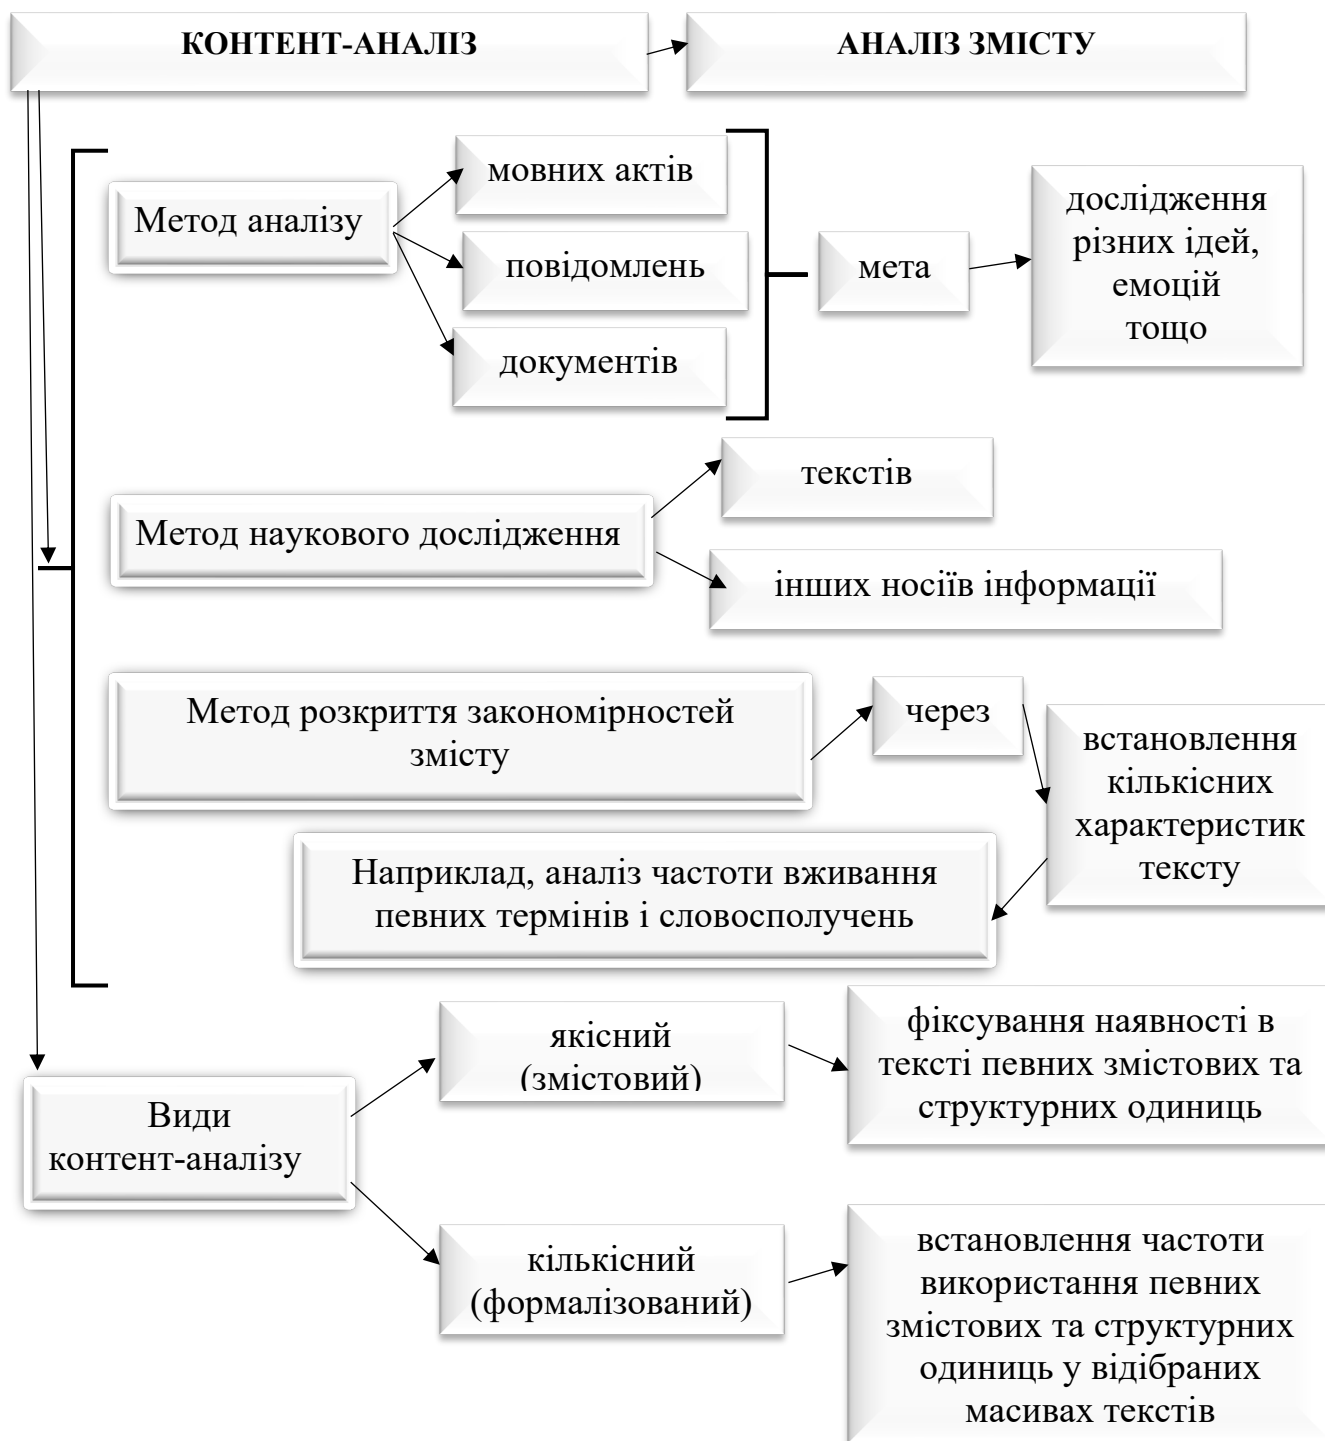 КОНТЕНТ-АНАЛІЗ
АНАЛІЗ ЗМІСТУ
Метод аналізу
мовних актів
повідомлень
документів
мета
дослідження
різних ідей,
емоцій
тощо
Метод наукового дослідження
текстів
інших носіїв інформації
Метод розкриття закономірностей
змісту
через
встановлення
кількісних
характеристик
тексту
Наприклад, аналіз частоти вживання
певних термінів і словосполучень
Види
контент-аналізу
якісний
(змістовий)
фіксування наявності в
тексті певних змістових та
структурних одиниць
кількісний
(формалізований)
встановлення частоти
використання певних
змістових та структурних
одиниць у відібраних
масивах текстів